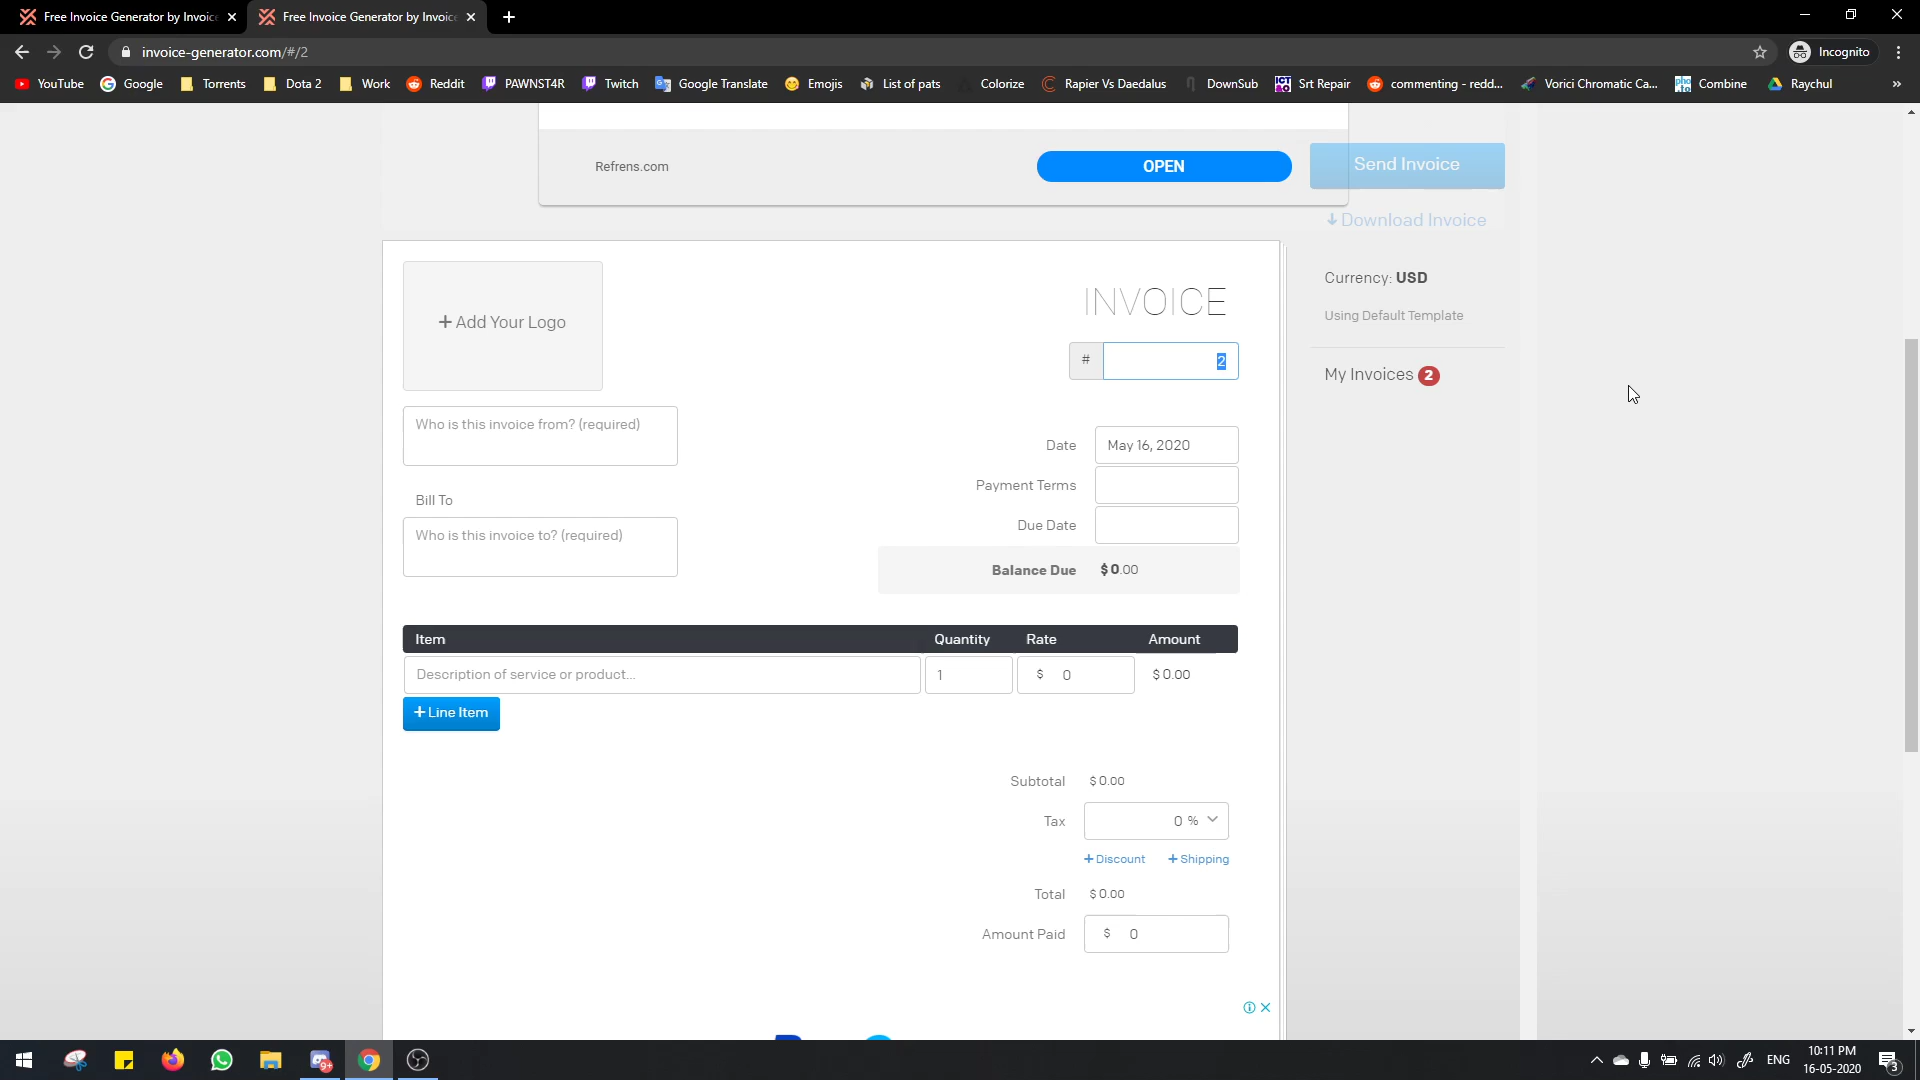 Free Invoice Generator by Invoic
Free Invoice Generator by Invoic
invoice-generator.com/#/2
Incognito
YouTube
Google
Torrents
Dota 2
Work
Reddit
PAWNST4R
Twitch
Google Translate
Emojis
List of pats
Colorize
Rapier Vs Daedalus
DownSub
Srt Repair
commenting - redd...
Vorici Chromatic Ca...
Combine
Raychul
»
Refrens.com
OPEN
Send Invoice
Download Invoice
+ Add Your Logo
INVOICE
Currency: USD
Using Default Template
# 2
My Invoices 2
Who is this invoice from? (required)
Date May 16, 2020
Payment Terms
Bill To
Due Date
Who is this invoice to? (required)
Balance Due $0.00
Item Quantity Rate Amount
Description of service or product... 1 $ 0 $0.00
+ Line Item
Subtotal $0.00
Tax 0 %
+ Discount + Shipping
Total $0.00
Amount Paid $ 0
9+
ENG
10:11 PM
16-05-2020
3